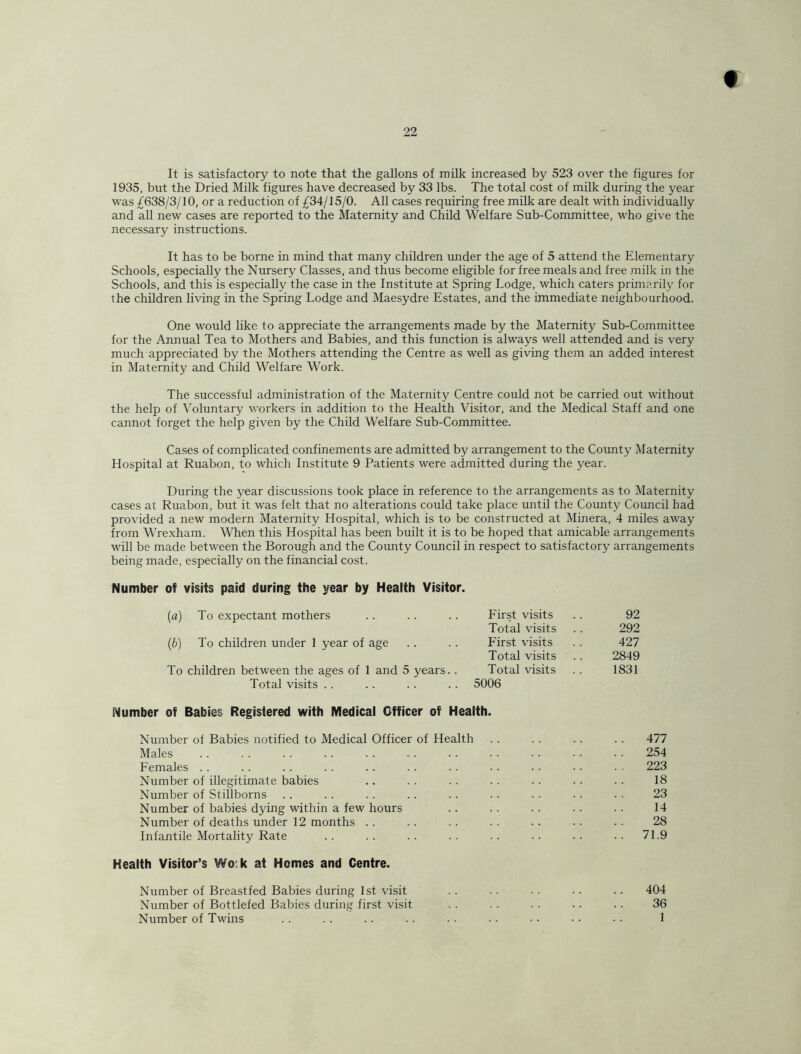 22
It is satisfactory to note that the gallons of milk increased by 523 over the figures for
1935, but the Dried Milk figures have decreased by 33 lbs. The total cost of milk during the year
was £638/3/10, or a reduction of £34/15/0. All cases requiring free milk are dealt with individually
and all new cases are reported to the Maternity and Child Welfare Sub-Committee, who give the
necessary instructions.
It has to be borne in mind that many children under the age of 5 attend the Elementary
Schools, especially the Nursery Classes, and thus become eligible for free meals and free milk in the
Schools, and this is especially the case in the Institute at Spring Lodge, which caters primarily for
the children living in the Spring Lodge and Maesydre Estates, and the immediate neighbourhood.
One would like to appreciate the arrangements made by the Maternity Sub-Committee
for the Annual Tea to Mothers and Babies, and this function is always well attended and is very
much appreciated by the Mothers attending the Centre as well as giving them an added interest
in Maternity and Child Welfare Work.
The successful administration of the Maternity Centre could not be carried out without
the help of Voluntary workers in addition to the Health Visitor, and the Medical Staff and one
cannot forget the help given by the Child Welfare Sub-Committee.
Cases of complicated confinements are admitted by arrangement to the County Maternity
Hospital at Ruabon, to which Institute 9 Patients were admitted during the year.
During the year discussions took place in reference to the arrangements as to Maternity
cases at Ruabon, but it was felt that no alterations could take place until the County Council had
provided a new modern Maternity Hospital, which is to be constructed at Minera, 4 miles away
from Wrexham. When this Hospital has been built it is to be hoped that amicable arrangements
will be made between the Borough and the County Council in respect to satisfactory arrangements
being made, especially on the financial cost.
Number of visits paid during the year by Health Visitor.
(a) To expectant mothers .. .. .. First visits .. 92
Total visits .. 292
(b) To children under 1 year of age .. .. First visits .. 427
Total visits .. 2849
To children between the ages of 1 and 5 years.. Total visits .. 1831
Total visits .. .. .. .. 5006
Number of Babies Registered with Medical Officer of Health.
Number of Babies notified to Medical Officer of Health .. .. .. .. 477
Males .. .. .. .. .. .. .. .. .. .. .. 254
Females .. .. .. .. .. .. .. .. .. .. .. 223
Number of illegitimate babies .. .. .. .. .. .. .. 18
Number of Stillborns .. .. .. .. .. .. .. .. .. 23
Number of babies dying within a few hours .. .. .. .. .. 14
Number of deaths under 12 months .. .. .. .. .. .. .. 28
Infantile Mortality Rate .. .. .. .. .. .. .. .. 71.9
Health Visitor's Work at Homes and Centre.
Number of Breastfed Babies during 1st visit .. .. .. .. .. 404
Number of Bottlefed Babies during first visit .. .. .. .. .. 36
Number of Twins .. .. .. .. .. .. .. .. .. 1